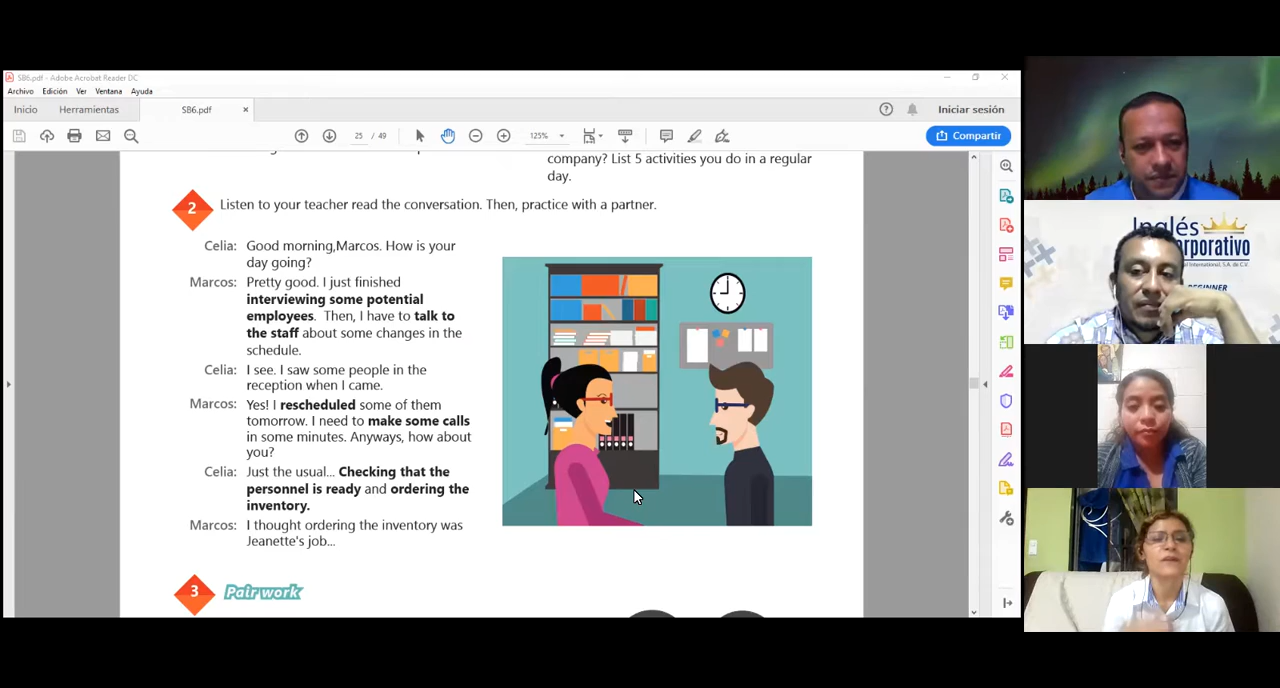 SB6.pdf - Adobe Acrobat Reader DC
Archivo Edición Ver Ventana Ayuda
Inicio Herramientas SB6.pdf × Iniciar sesión
25 / 49 125% Compartir
company? List 5 activities you do in a regular
day.
2 Listen to your teacher read the conversation. Then, practice with a partner.
Celia: Good morning,Marcos. How is your
day going?
Marcos: Pretty good. I just finished
interviewing some potential
employees. Then, I have to talk to
the staff about some changes in the
schedule.
Celia: I see. I saw some people in the
reception when I came.
Marcos: Yes! I rescheduled some of them
tomorrow. I need to make some calls
in some minutes. Anyways, how about
you?
Celia: Just the usual... Checking that the
personnel is ready and ordering the
inventory.
Marcos: I thought ordering the inventory was
Jeanette's job...
3 Pair work
Inglés
orporativo